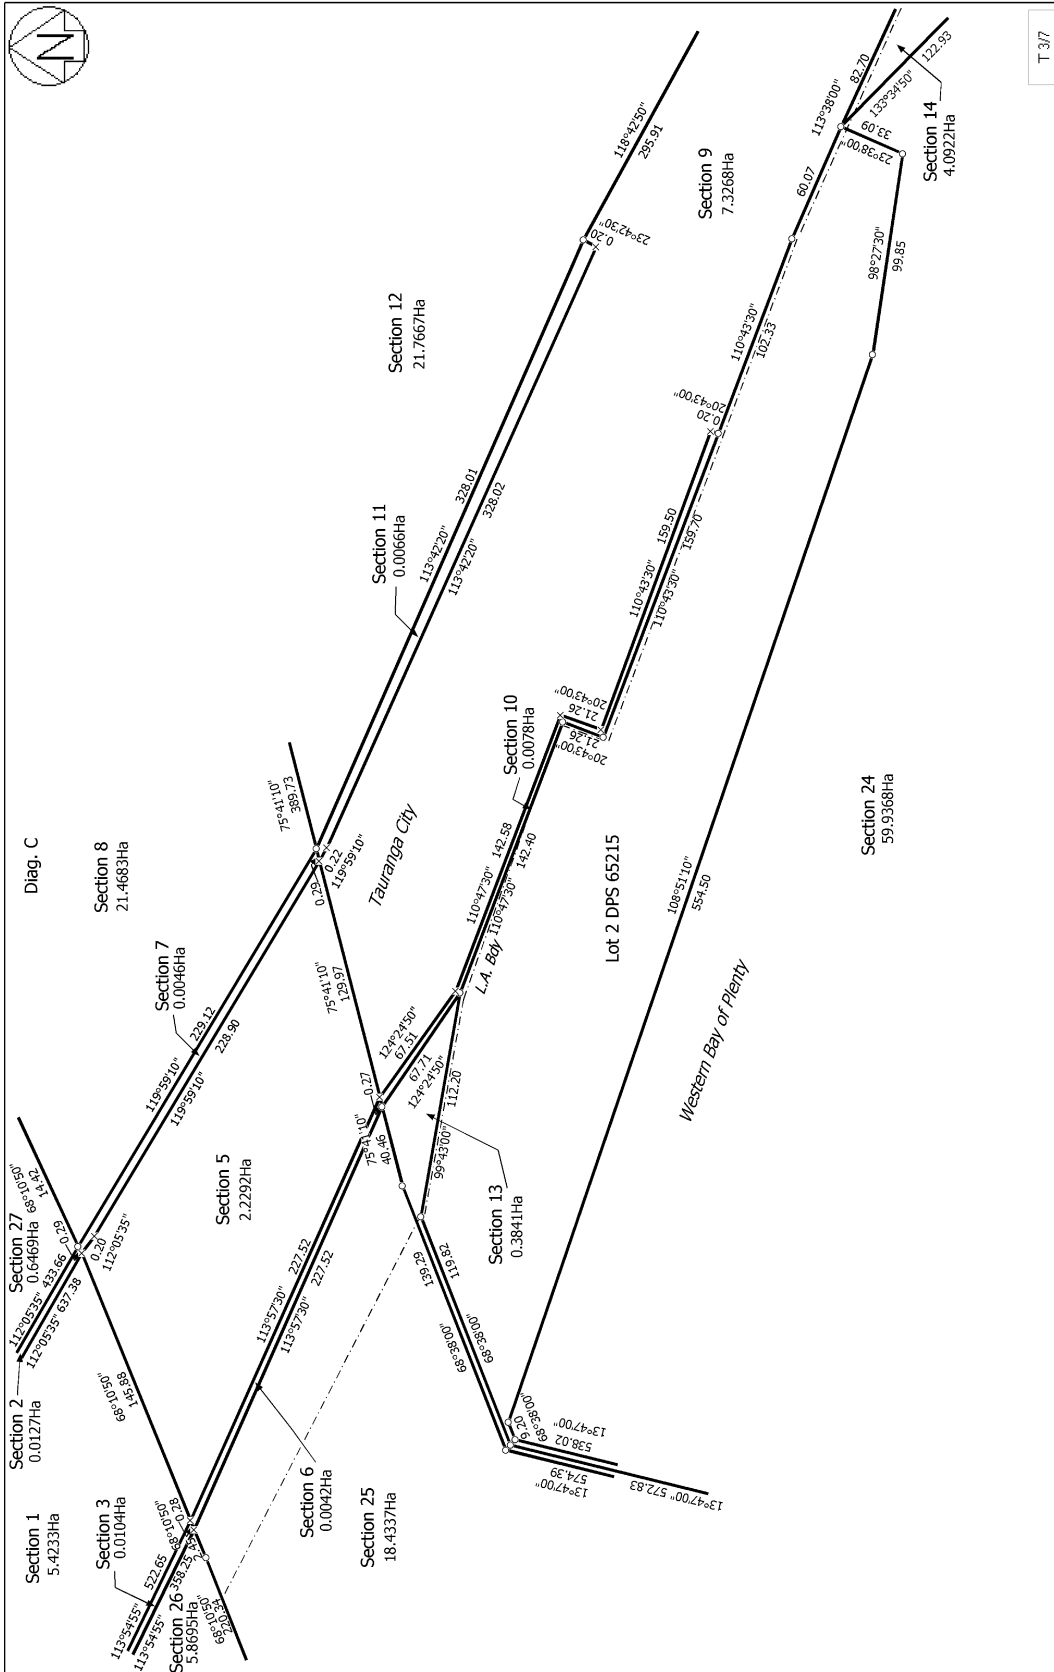 N
T 3/7
Diag. C
Section 8
21.4683Ha
Section 12
21.7667Ha
Section 9
7.3268Ha
Section 14
4.0922Ha
118°42'50"
295.91
0.20
23°42'30"
113°38'00"
82.70
133°34'50"
122.93
33.09
23°38'00"
60.07
98°27'30"
99.85
110°43'30"
102.33
20°43'00"
0.20
Section 11
0.0066Ha
113°42'20"
328.01
113°42'20"
328.02
110°43'30"
159.50
110°43'30"
159.70
20°43'00"
21.26
21.26
20°43'00"
Section 10
0.0078Ha
75°41'10"
389.73
0.29
0.22
119°59'10"
Tauranga City
110°47'30"
142.58
110°47'30"
142.40
L.A. Bdy
Lot 2 DPS 65215
Section 24
59.9368Ha
108°51'10"
554.50
Western Bay of Plenty
Section 7
0.0046Ha
119°59'10"
229.12
119°59'10"
228.90
75°41'10"
129.97
124°24'50"
67.51
67.71
124°24'50"
0.27
75°41'10"
40.46
99°43'00"
112.20
Section 13
0.3841Ha
Section 5
2.2292Ha
Section 27
0.6469Ha
68°10'50"
14.42
0.29
0.20
112°05'35"
112°05'35"
433.66
112°05'35"
637.38
Section 2
0.0127Ha
68°10'50"
145.88
113°57'30"
227.52
113°57'30"
227.52
139.29
119.82
68°38'00"
68°38'00"
9.20
68°38'00"
13°47'00"
538.02
574.39
13°47'00"
13°47'00" 572.83
Section 6
0.0042Ha
Section 25
18.4337Ha
Section 1
5.4233Ha
Section 3
0.0104Ha
68°10'50"
0.28
113°54'55"
522.65
113°54'55"
358.25
Section 26
5.8695Ha
68°10'50"
220.34